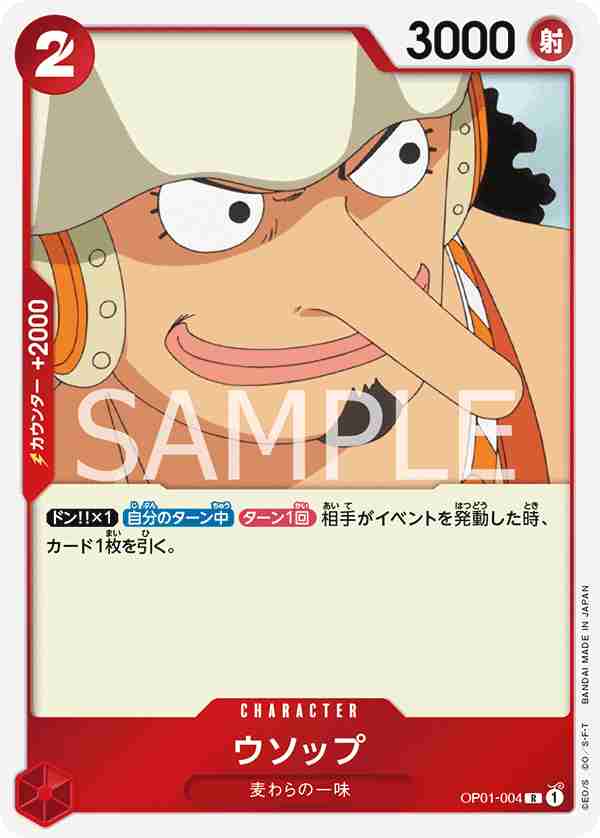 2
3000
射
カウンター +2000
SAMPLE
ドン!!×1 自分のターン中 ターン1回 相手がイベントを発動した時、
カード1枚を引く。
CHARACTER
ウソップ
麦わらの一味
OP01-004 R 1
©ED/S ©O／S・F・T BANDAI MADE IN JAPAN